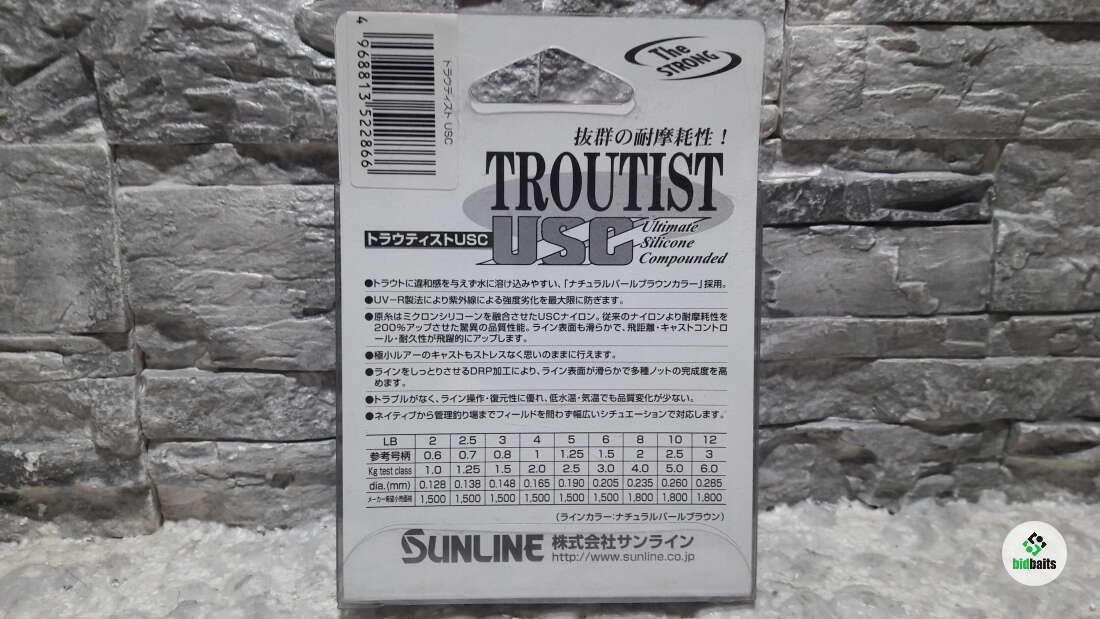 4 968813 522866
トラウティスト USC
The
STRONG
抜群の耐摩耗性！
TROUTIST
トラウティストUSC
USC
Ultimate
Silicone
Compounded
●トラウトに違和感を与えず水に溶け込みやすい、「ナチュラルパールブラウンカラー」採用。
●UV-R製法により紫外線による強度劣化を最大限に防ぎます。
●原糸はミクロンシリコーンを融合させたUSCナイロン。従来のナイロンより耐摩耗性を
200%アップさせた驚異の品質性能。ライン表面も滑らかで、飛距離・キャストコントロ
ール・耐久性が飛躍的にアップします。
●極小ルアーのキャストもストレスなく思いのままに行えます。
●ラインをしっとりさせるDRP加工により、ライン表面が滑らかで多種ノットの完成度を高
めます。
●トラブルがなく、ライン操作・復元性に優れ、低水温・気温でも品質変化が少ない。
●ネイティブから管理釣り場までフィールドを問わず幅広いシチュエーションで対応します。
LB 2 2.5 3 4 5 6 8 10 12
参考号柄 0.6 0.7 0.8 1 1.25 1.5 2 2.5 3
Kg test class 1.0 1.25 1.5 2.0 2.5 3.0 4.0 5.0 6.0
dia.(mm) 0.128 0.138 0.148 0.165 0.190 0.205 0.235 0.260 0.285
メーカー希望小売価格 1,500 1,500 1,500 1,500 1,500 1,500 1,800 1,800 1,800
(ラインカラー:ナチュラルパールブラウン)
SUNLINE 株式会社サンライン
http://www.sunline.co.jp
bidbaits